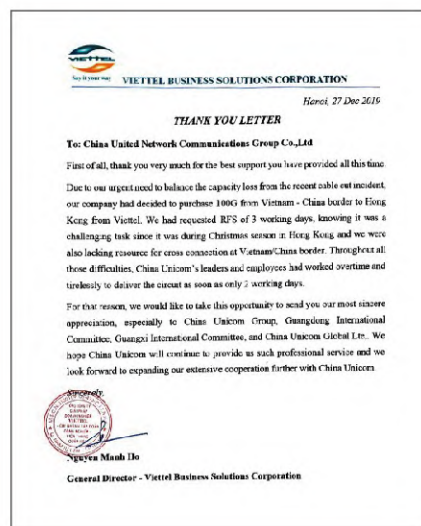 VIETTEL
Say it your way
VIETTEL BUSINESS SOLUTIONS CORPORATION
Hanoi, 27 Dec 2019
THANK YOU LETTER
To: China United Network Communications Group Co.,Ltd
First of all, thank you very much for the best support you have provided all this time.
Due to our urgent need to balance the capacity loss from the recent cable cut incident,
our company had decided to purchase 100G from Vietnam - China border to Hong
Kong from Viettel. We had requested RFS of 3 working days, knowing it was a
challenging task since it was during Christmas season in Hong Kong and we were
also lacking resource for cross connection at Vietnam/China border. Throughout all
those difficulties, China Unicom's leaders and employees had worked overtime and
tirelessly to deliver the circuit as soon as only 2 working days.
For that reason, we would like to take this opportunity to send you our most sincere
appreciation, especially to China Unicom Group, Guangdong International
Committee, Guangxi International Committee, and China Unicom Global Ltd.. We
hope China Unicom will continue to provide us such professional service and we
look forward to expanding our extensive cooperation further with China Unicom
Sincerely,
VIETTEL
Nguyen Manh Ho
General Director - Viettel Business Solutions Corporation